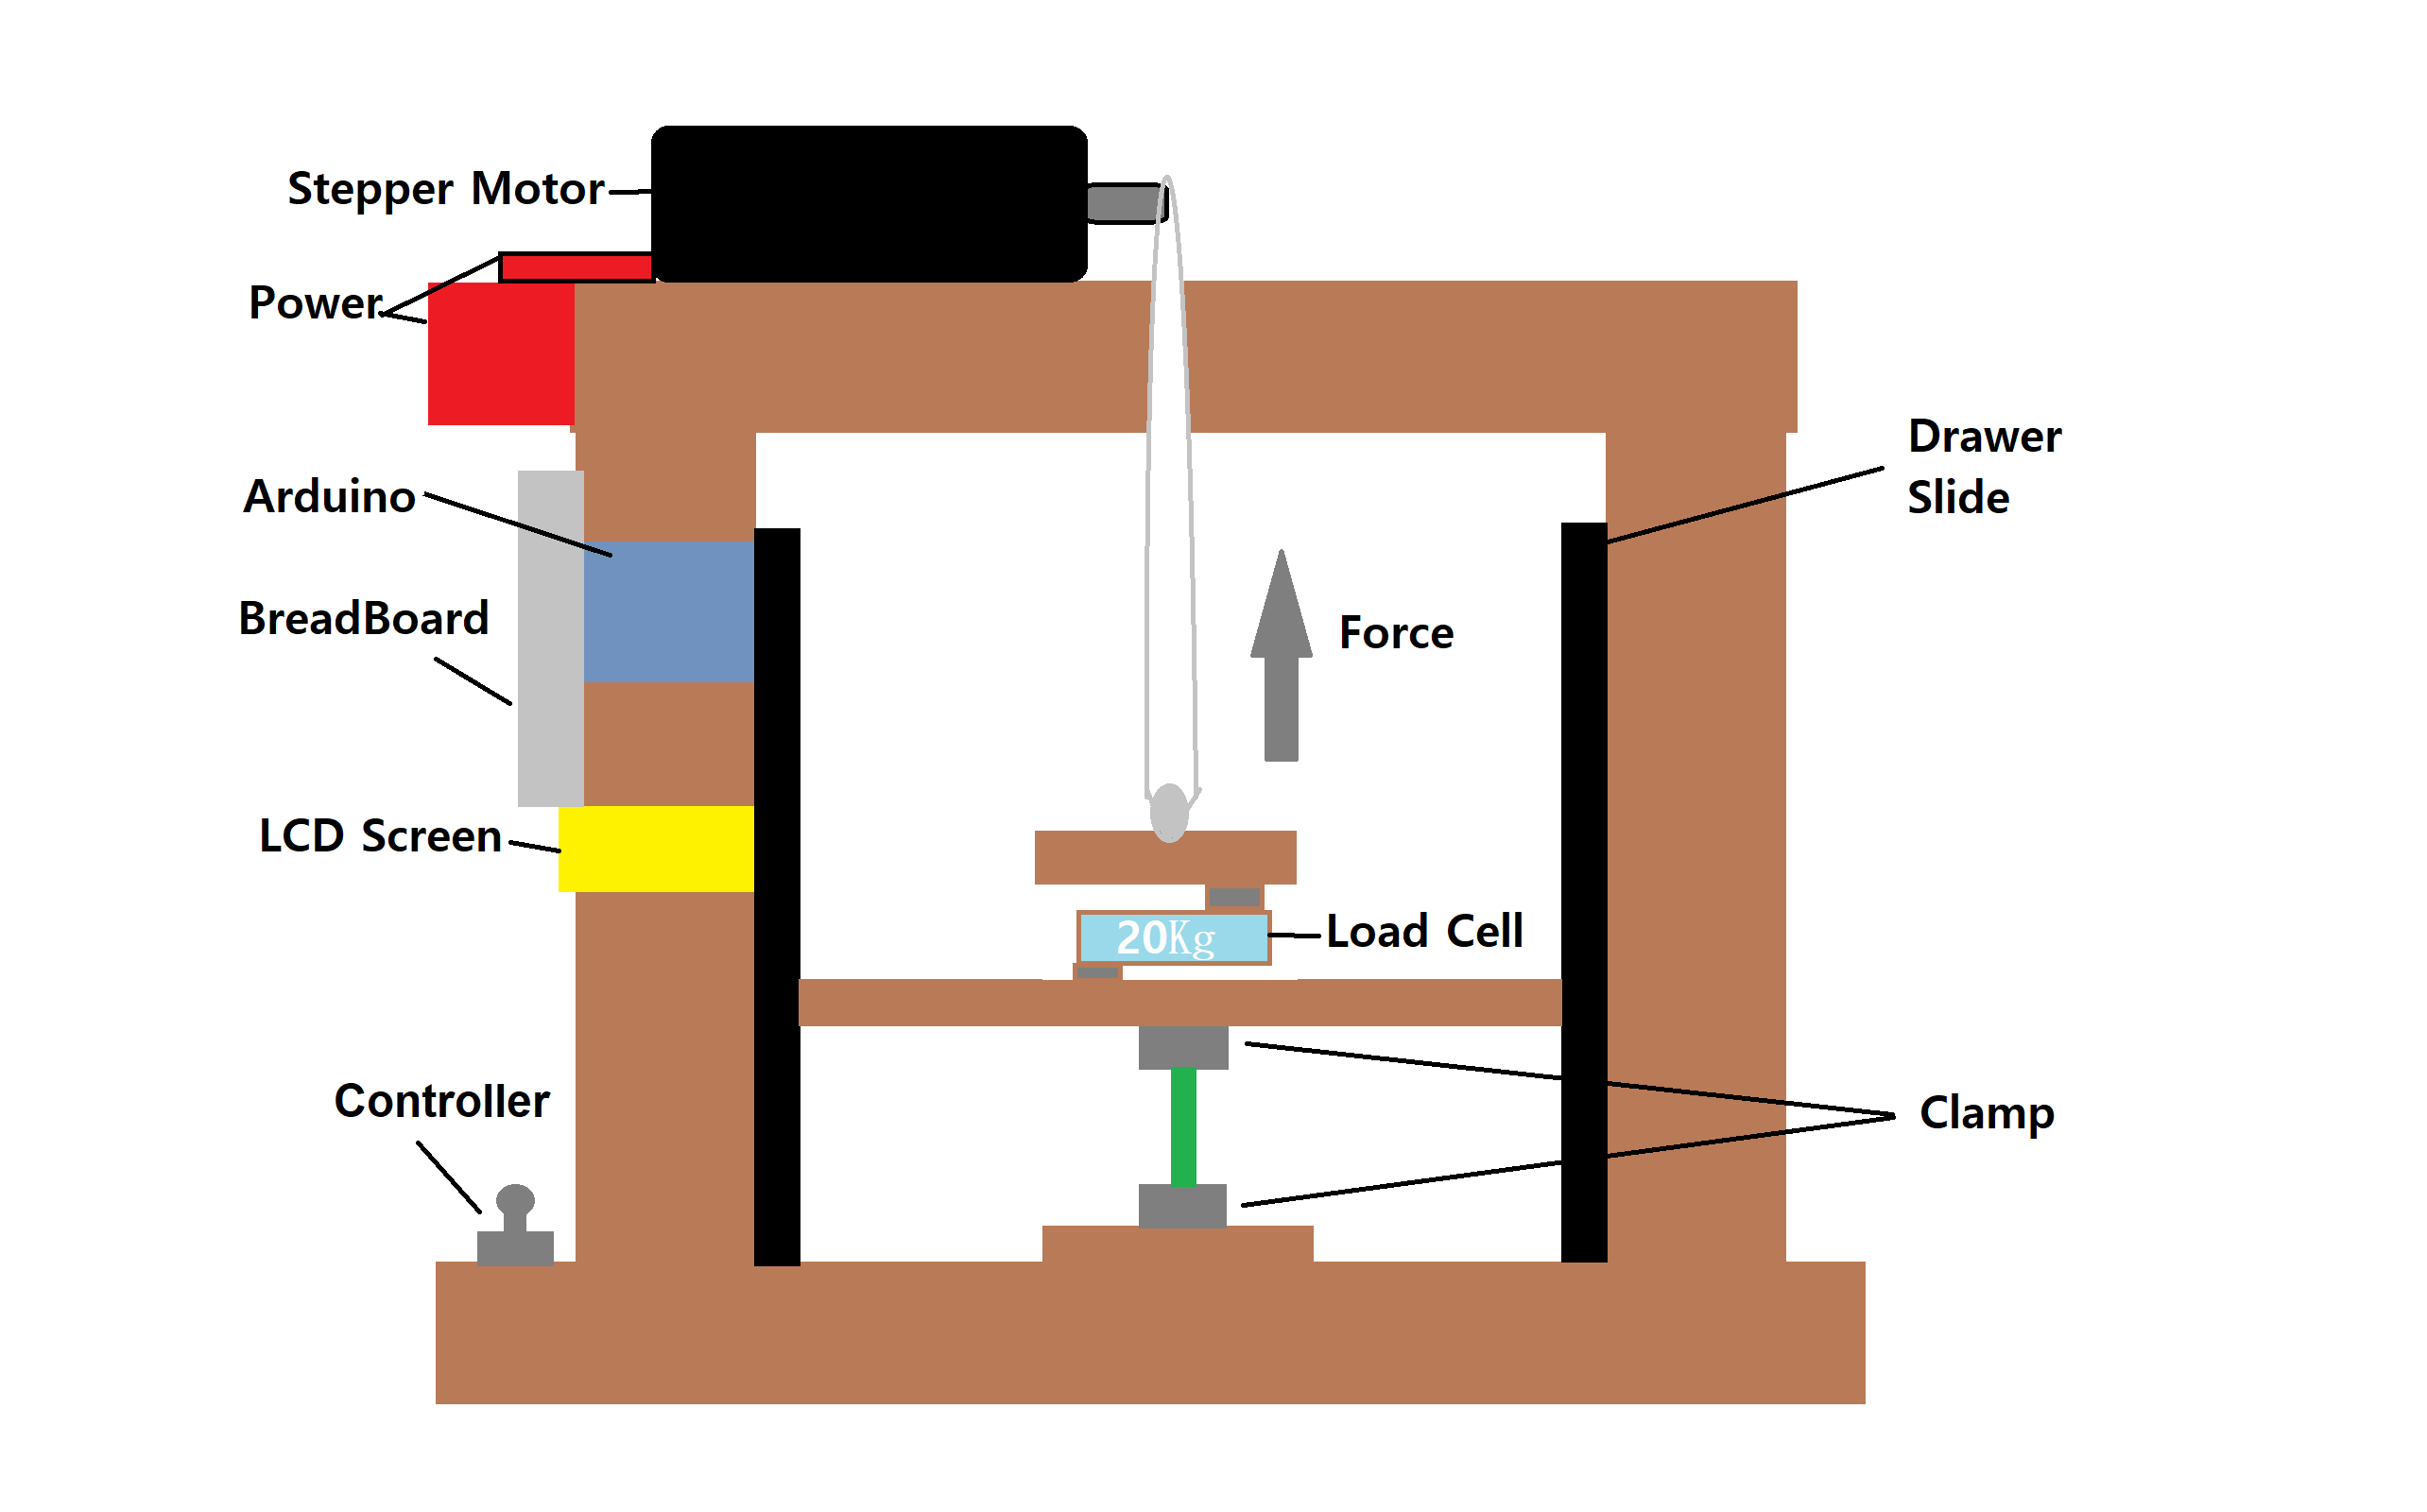 Stepper Motor
Power
Arduino
Drawer
Slide
BreadBoard
Force
LCD Screen
20Kg
Load Cell
Controller
Clamp